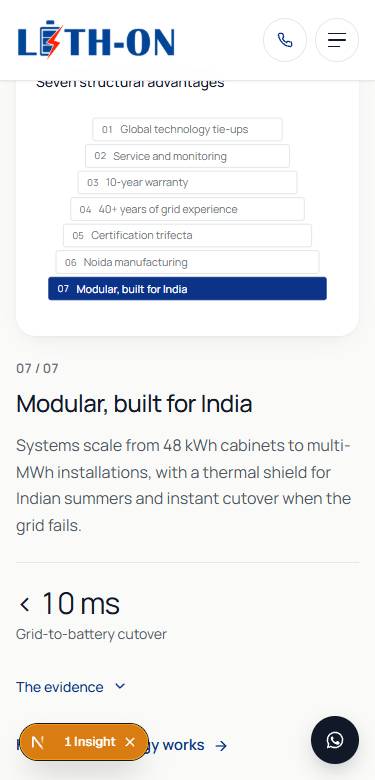 LITH-ON
Seven structural advantages
01 Global technology tie-ups
02 Service and monitoring
03 10-year warranty
04 40+ years of grid experience
05 Certification trifecta
06 Noida manufacturing
07 Modular, built for India
07 / 07
Modular, built for India
Systems scale from 48 kWh cabinets to multi-
MWh installations, with a thermal shield for
Indian summers and instant cutover when the
grid fails.
< 10 ms
Grid-to-battery cutover
The evidence
works
N 1 Insight